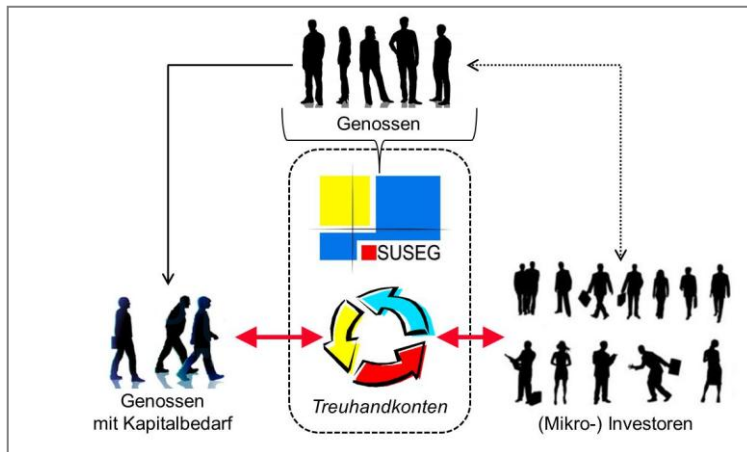 Genossen
SUSEG
Genossen
mit Kapitalbedarf
Treuhandkonten
(Mikro-) Investoren